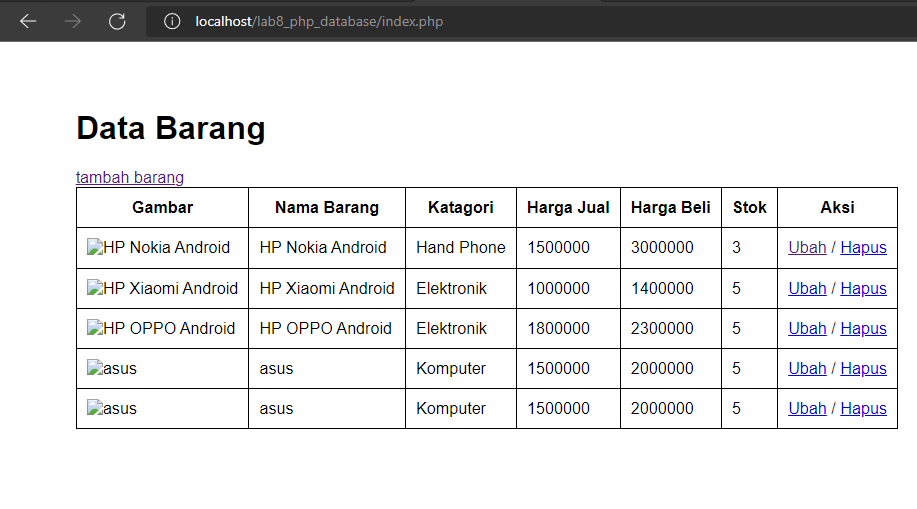 localhost/lab8_php_database/index.php
Data Barang
tambah barang
Gambar Nama Barang Katagori Harga Jual Harga Beli Stok Aksi
HP Nokia Android HP Nokia Android Hand Phone 1500000 3000000 3 Ubah / Hapus
HP Xiaomi Android HP Xiaomi Android Elektronik 1000000 1400000 5 Ubah / Hapus
HP OPPO Android HP OPPO Android Elektronik 1800000 2300000 5 Ubah / Hapus
asus asus Komputer 1500000 2000000 5 Ubah / Hapus
asus asus Komputer 1500000 2000000 5 Ubah / Hapus